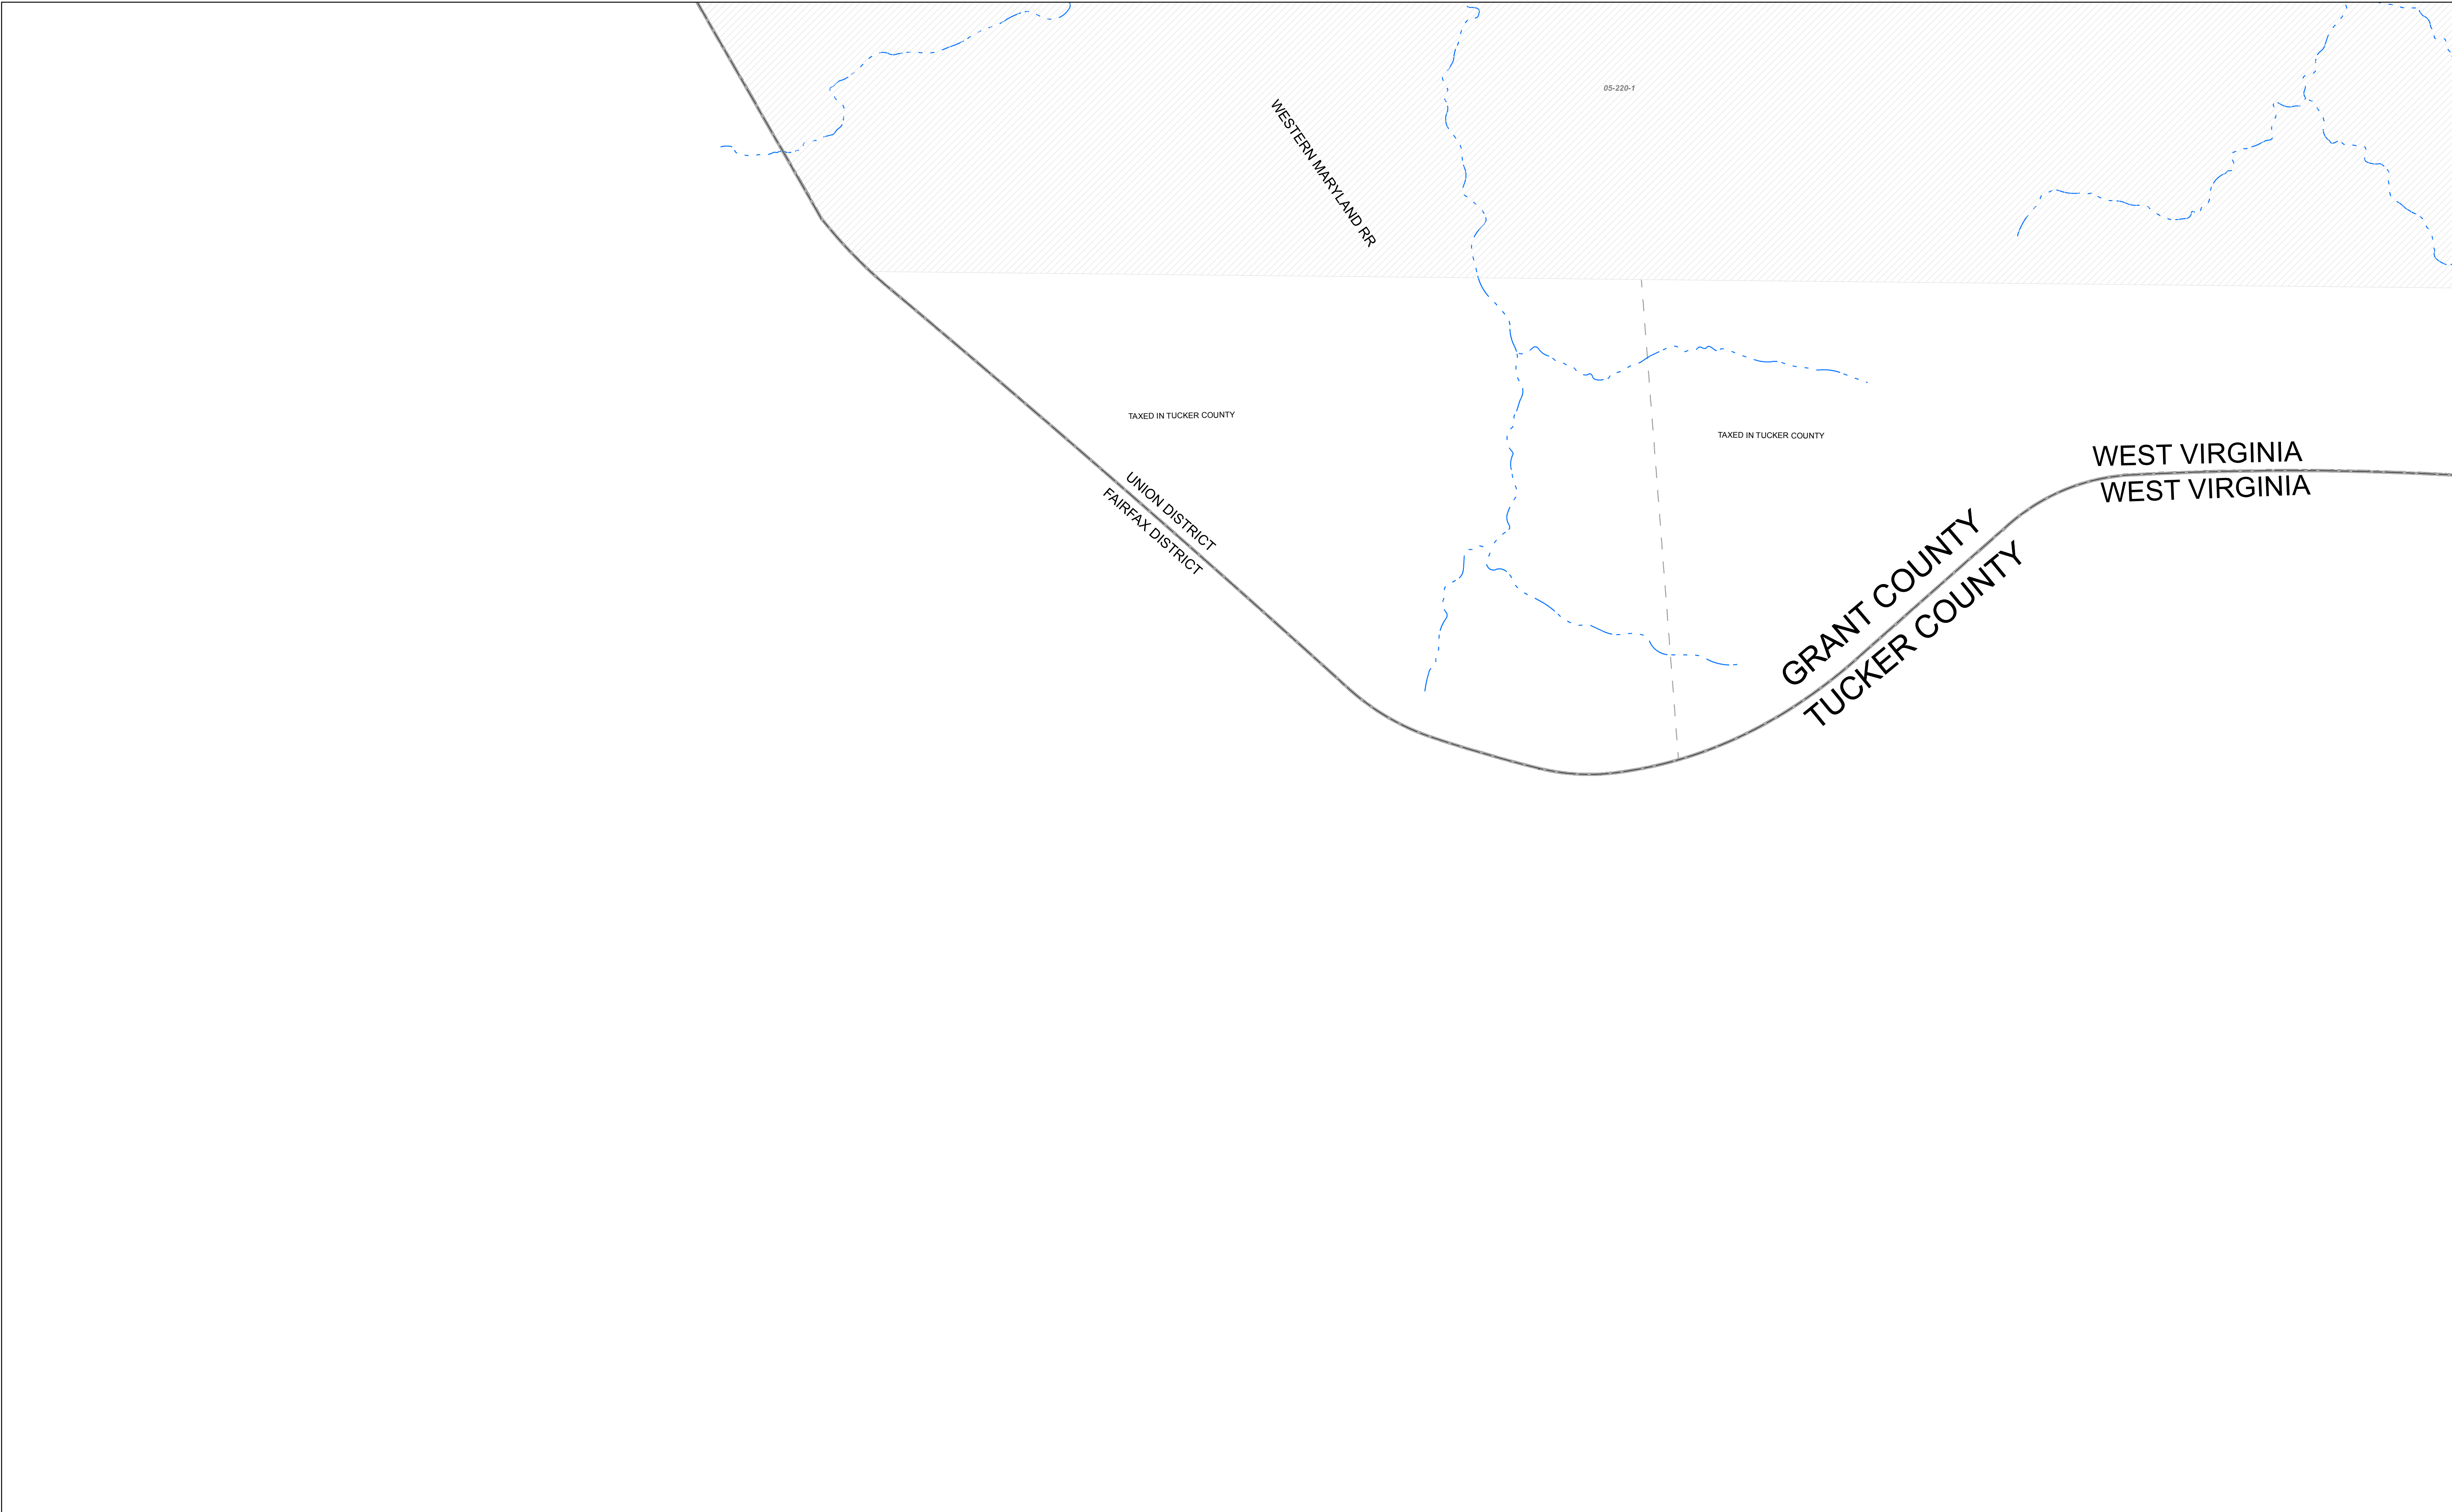 05-220-1
WESTERN MARYLAND RR
TAXED IN TUCKER COUNTY
TAXED IN TUCKER COUNTY
WEST VIRGINIA
WEST VIRGINIA
UNION DISTRICT
FAIRFAX DISTRICT
GRANT COUNTY
TUCKER COUNTY